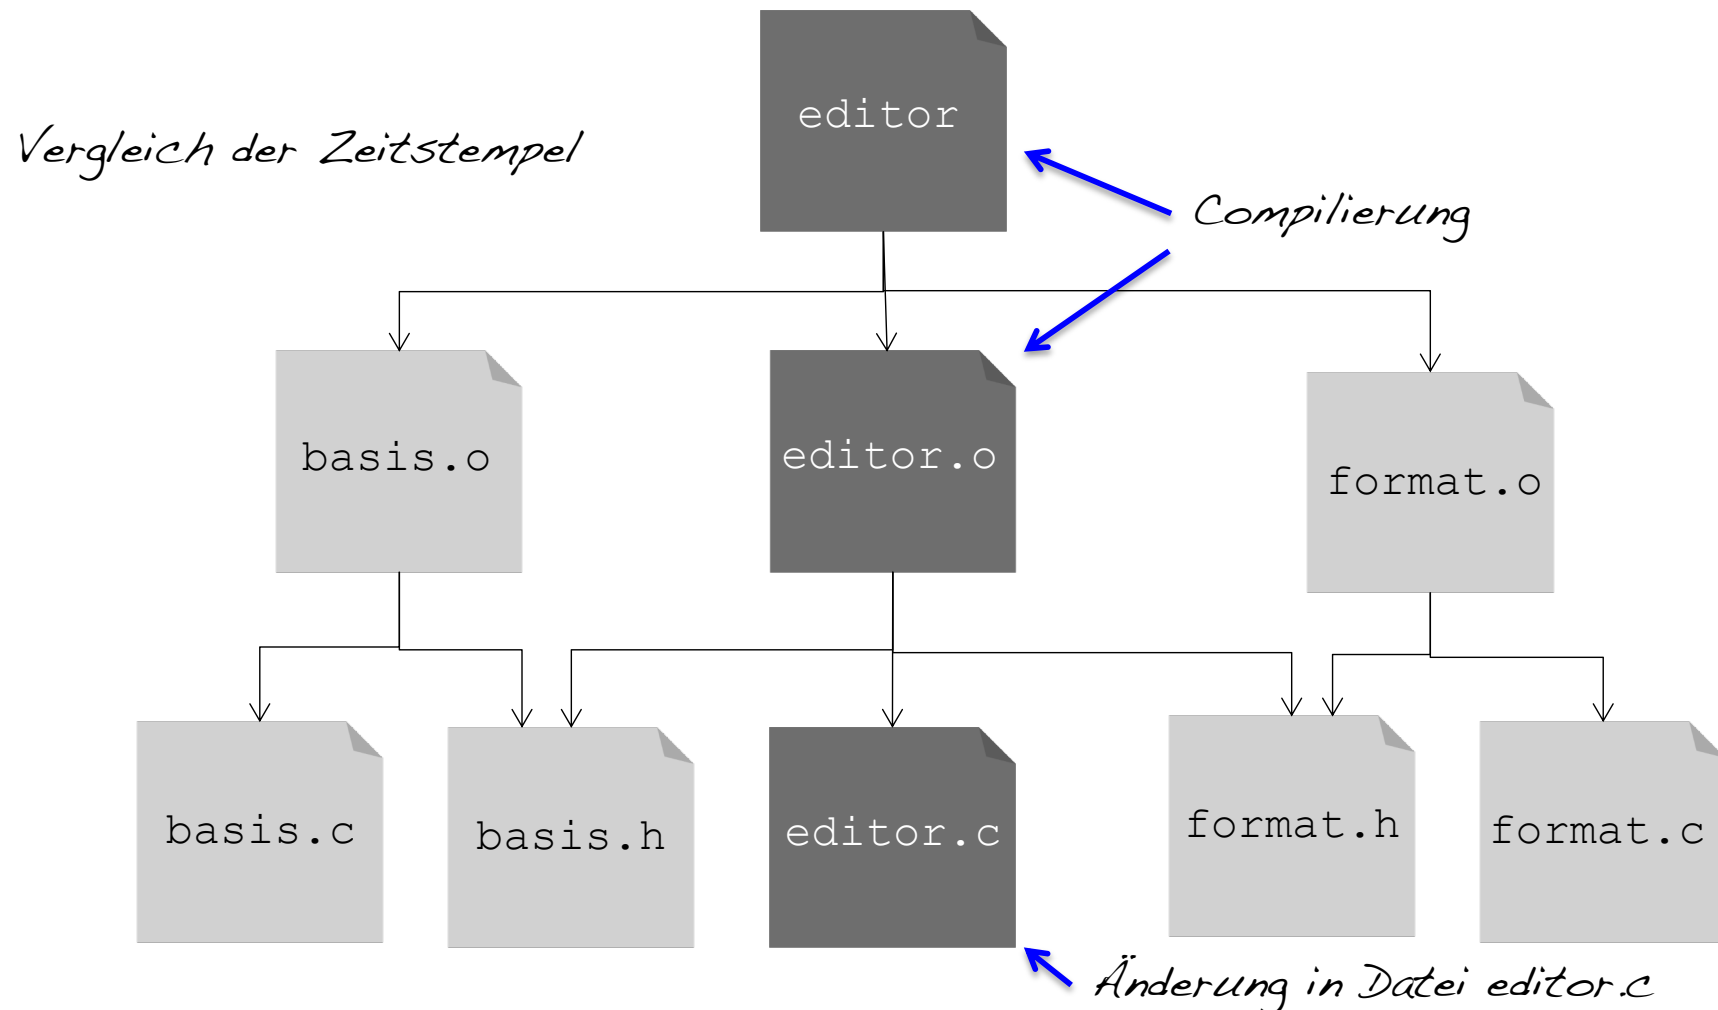 editor
Vergleich der Zeitstempel
Compilierung
basis.o
editor.o
format.o
basis.c
basis.h
editor.c
format.h
format.c
Änderung in Datei editor.c